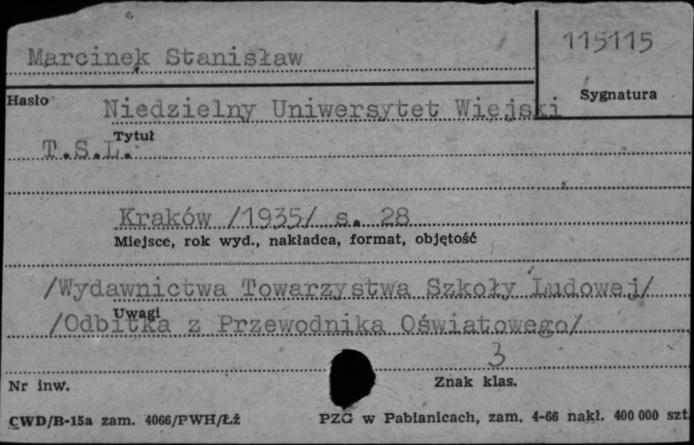 Marcinek Stanisław
115115
Hasło
Sygnatura
Niedzielny Uniwersytet Wiejski
Tytuł
T.S.L.
Kraków /1935/ s. 28
Miejsce, rok wyd., nakładca, format, objętość
/Wydawnictwa Towarzystwa Szkoły Ludowej/
Uwagi
/Odbitka z Przewodnika Oświatowego/
3
Nr inw.
Znak klas.
CWD/B-15a zam. 4066/PWH/Łź
PZG w Pabianicach, zam. 4-66 nakł. 400 000 szt.